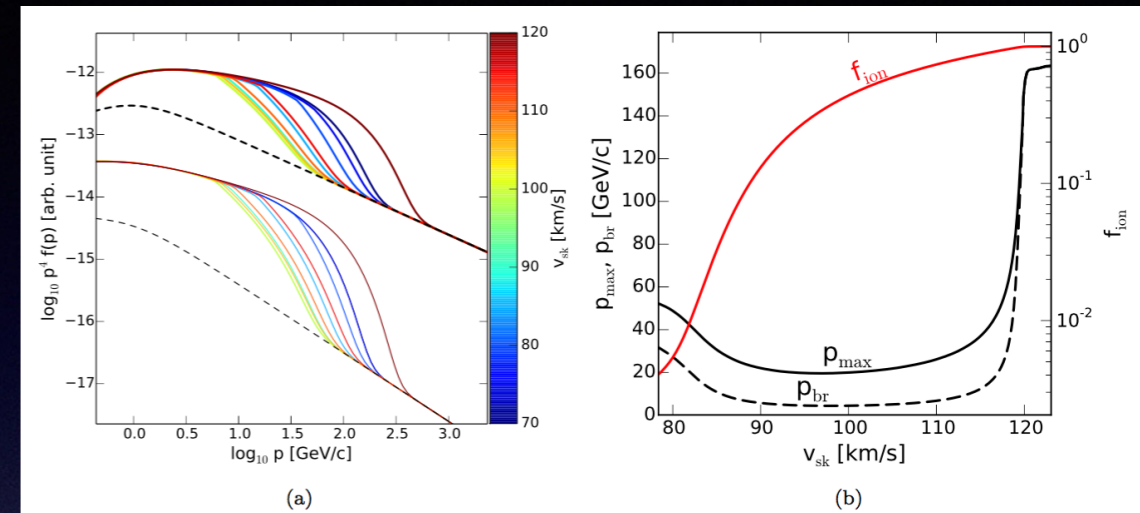 −12
−13
−14
−15
−16
−17
log₁₀ p⁴ f(p) [arb. unit]
0.0 0.5 1.0 1.5 2.0 2.5 3.0
log₁₀ p [GeV/c]
120
110
100
90
80
70
v_sk [km/s]
(a)
160
140
120
100
80
60
40
20
0
p_max, p_br [GeV/c]
f_ion
p_max
p_br
80 90 100 110 120
v_sk [km/s]
10⁰
10⁻¹
10⁻²
f_ion
(b)